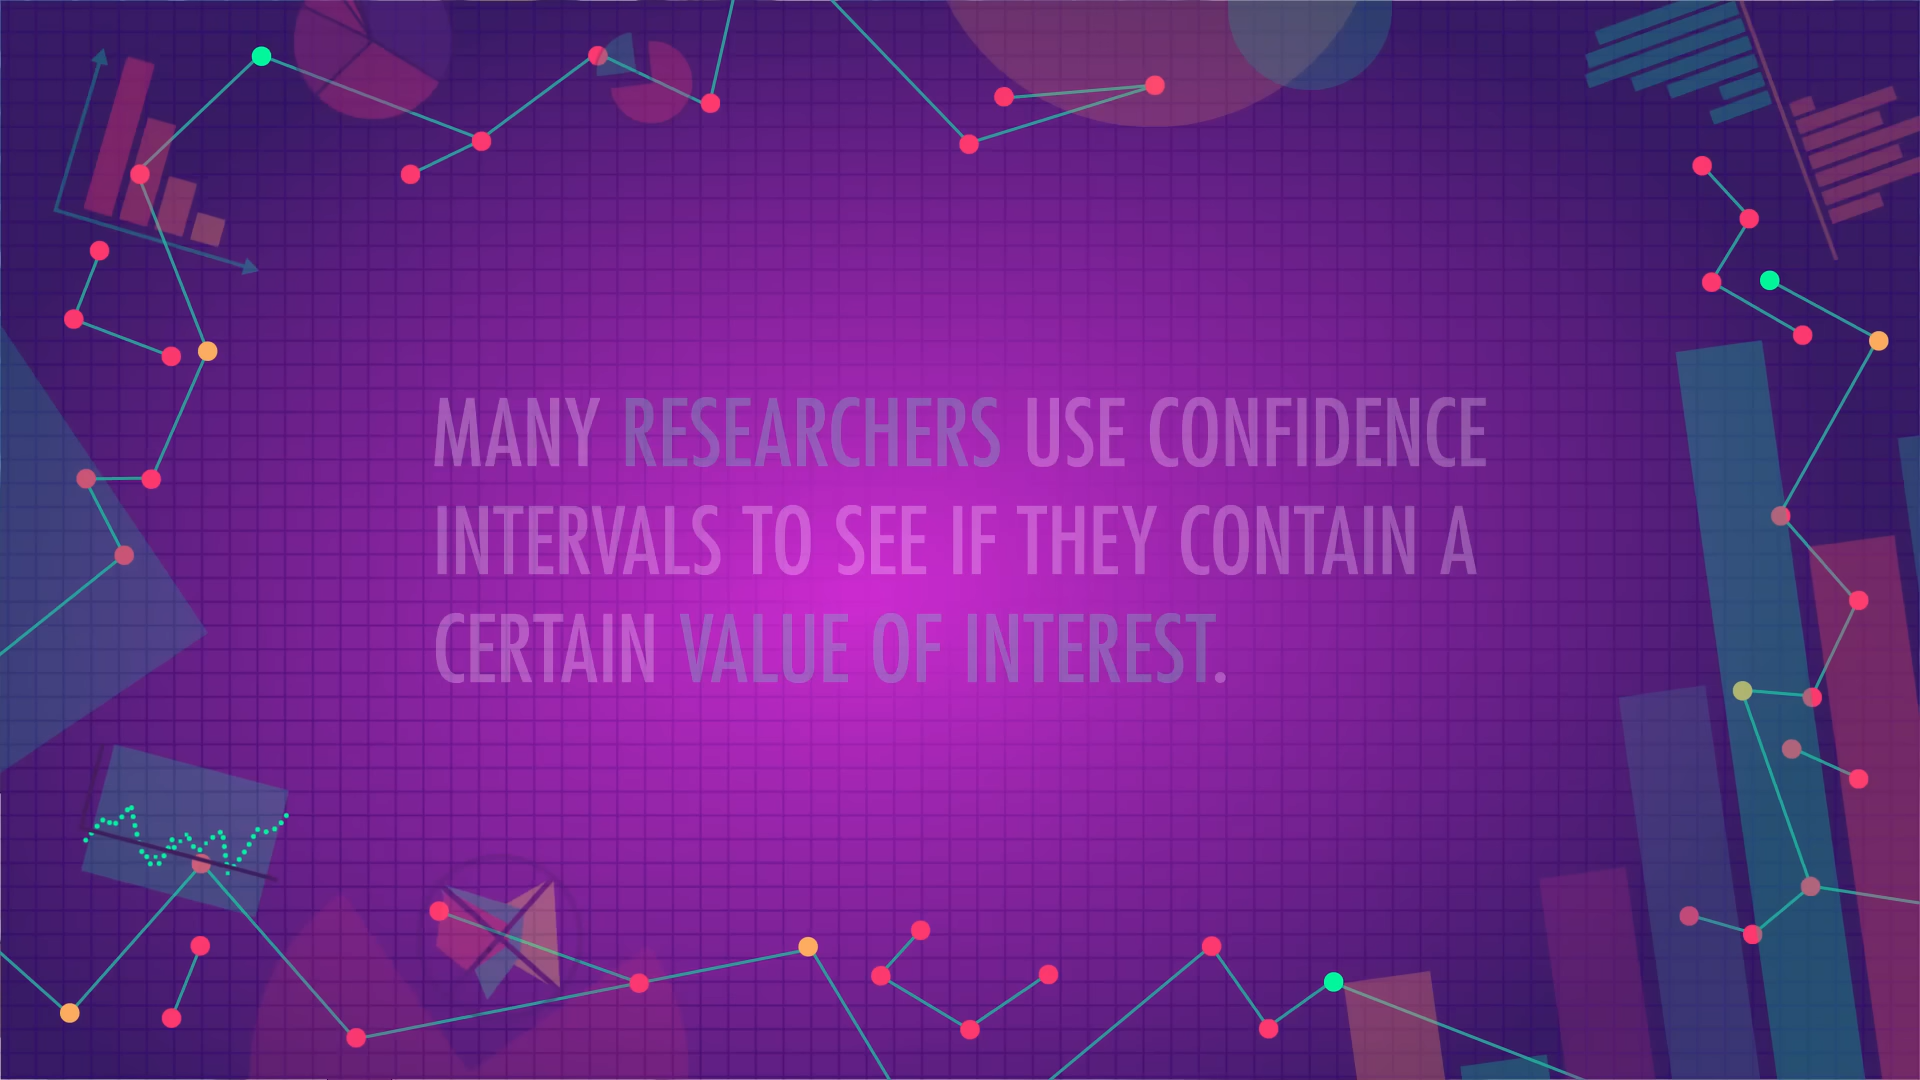 MANY RESEARCHERS USE CONFIDENCE
INTERVALS TO SEE IF THEY CONTAIN A
CERTAIN VALUE OF INTEREST.